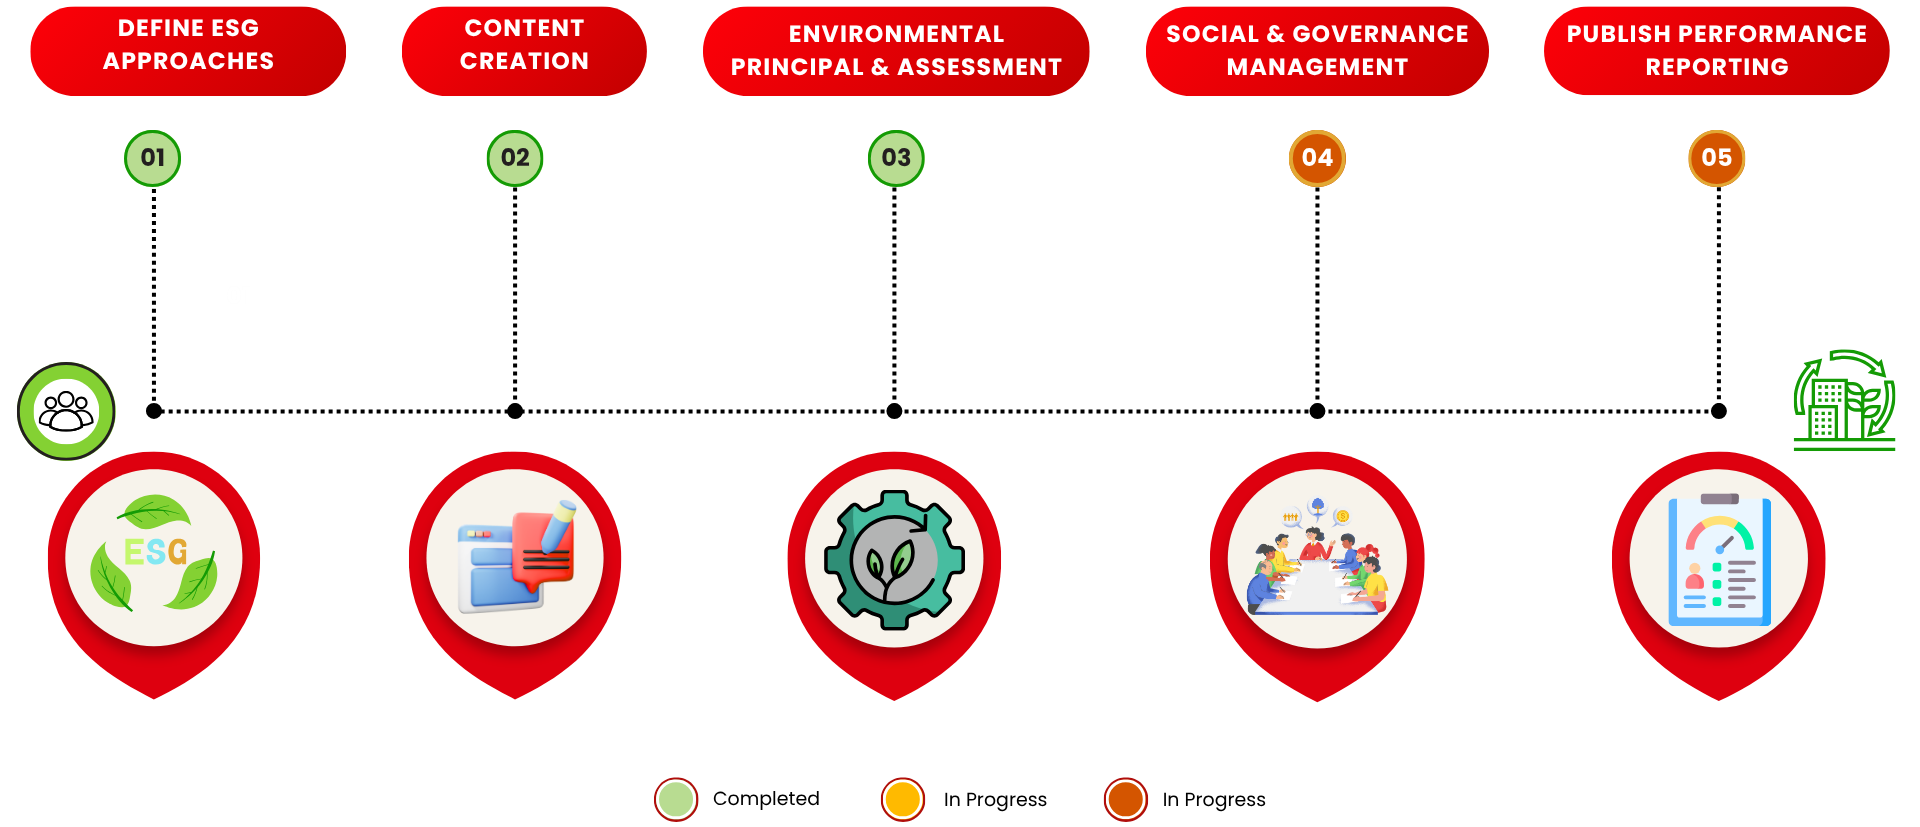 DEFINE ESG
APPROACHES
CONTENT
CREATION
ENVIRONMENTAL
PRINCIPAL & ASSESSMENT
SOCIAL & GOVERNANCE
MANAGEMENT
PUBLISH PERFORMANCE
REPORTING
01
02
03
04
05
ESG
Completed
In Progress
In Progress